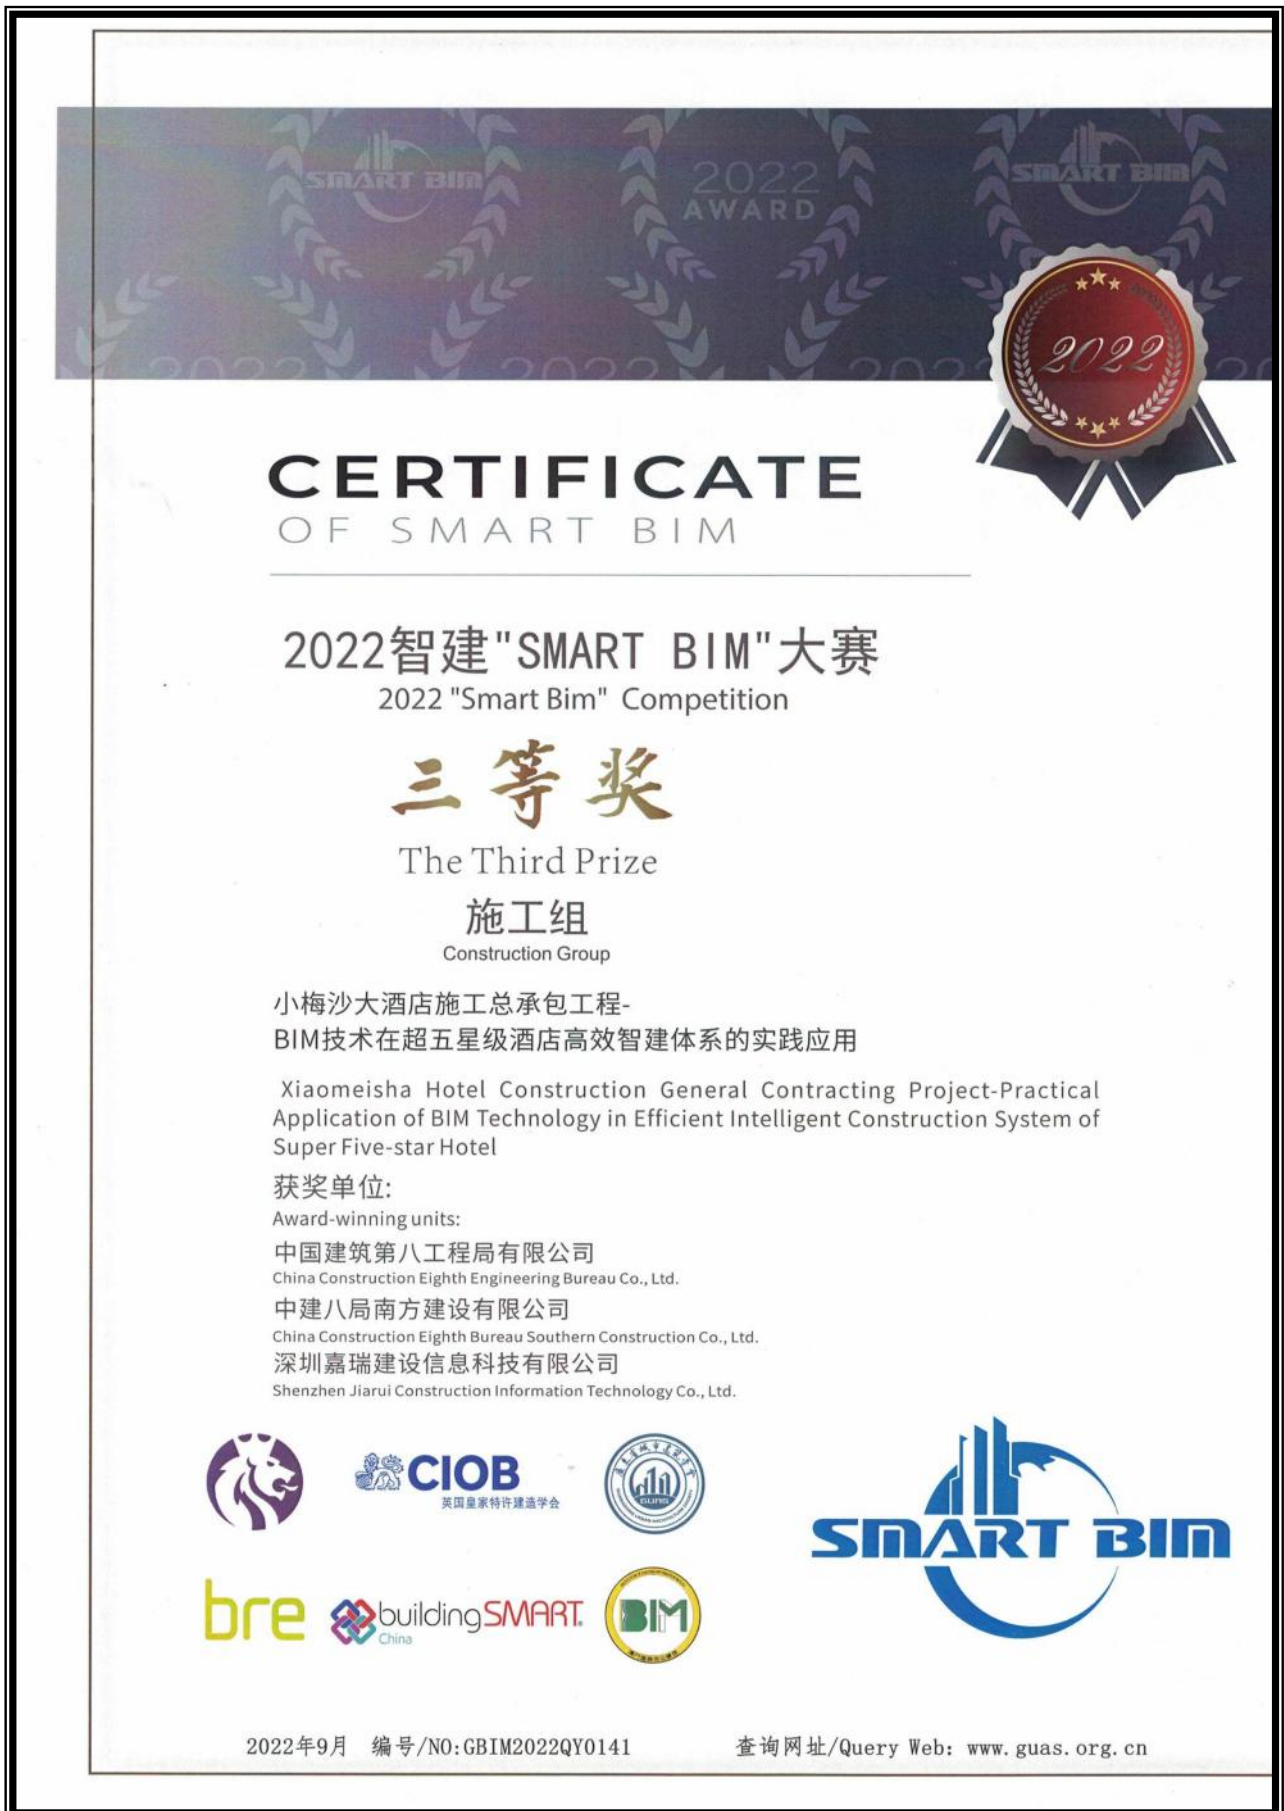 SMART BIM
2022
AWARD
SMART BIM
2022
2022
2022
20
2022
CERTIFICATE
OF SMART BIM
2022智建"SMART BIM"大赛
2022 "Smart Bim" Competition
三等奖
The Third Prize
施工组
Construction Group
小梅沙大酒店施工总承包工程-
BIM技术在超五星级酒店高效智建体系的实践应用
Xiaomeisha Hotel Construction General Contracting Project-Practical
Application of BIM Technology in Efficient Intelligent Construction System of
Super Five-star Hotel
获奖单位:
Award-winning units:
中国建筑第八工程局有限公司
China Construction Eighth Engineering Bureau Co., Ltd.
中建八局南方建设有限公司
China Construction Eighth Bureau Southern Construction Co., Ltd.
深圳嘉瑞建设信息科技有限公司
Shenzhen Jiarui Construction Information Technology Co., Ltd.
CIOB
英国皇家特许建造学会
GUAS
SMART BIM
bre
buildingSMART
China
BIM
2022年9月 编号/NO:GBIM2022QY0141 查询网址/Query Web: www.guas.org.cn